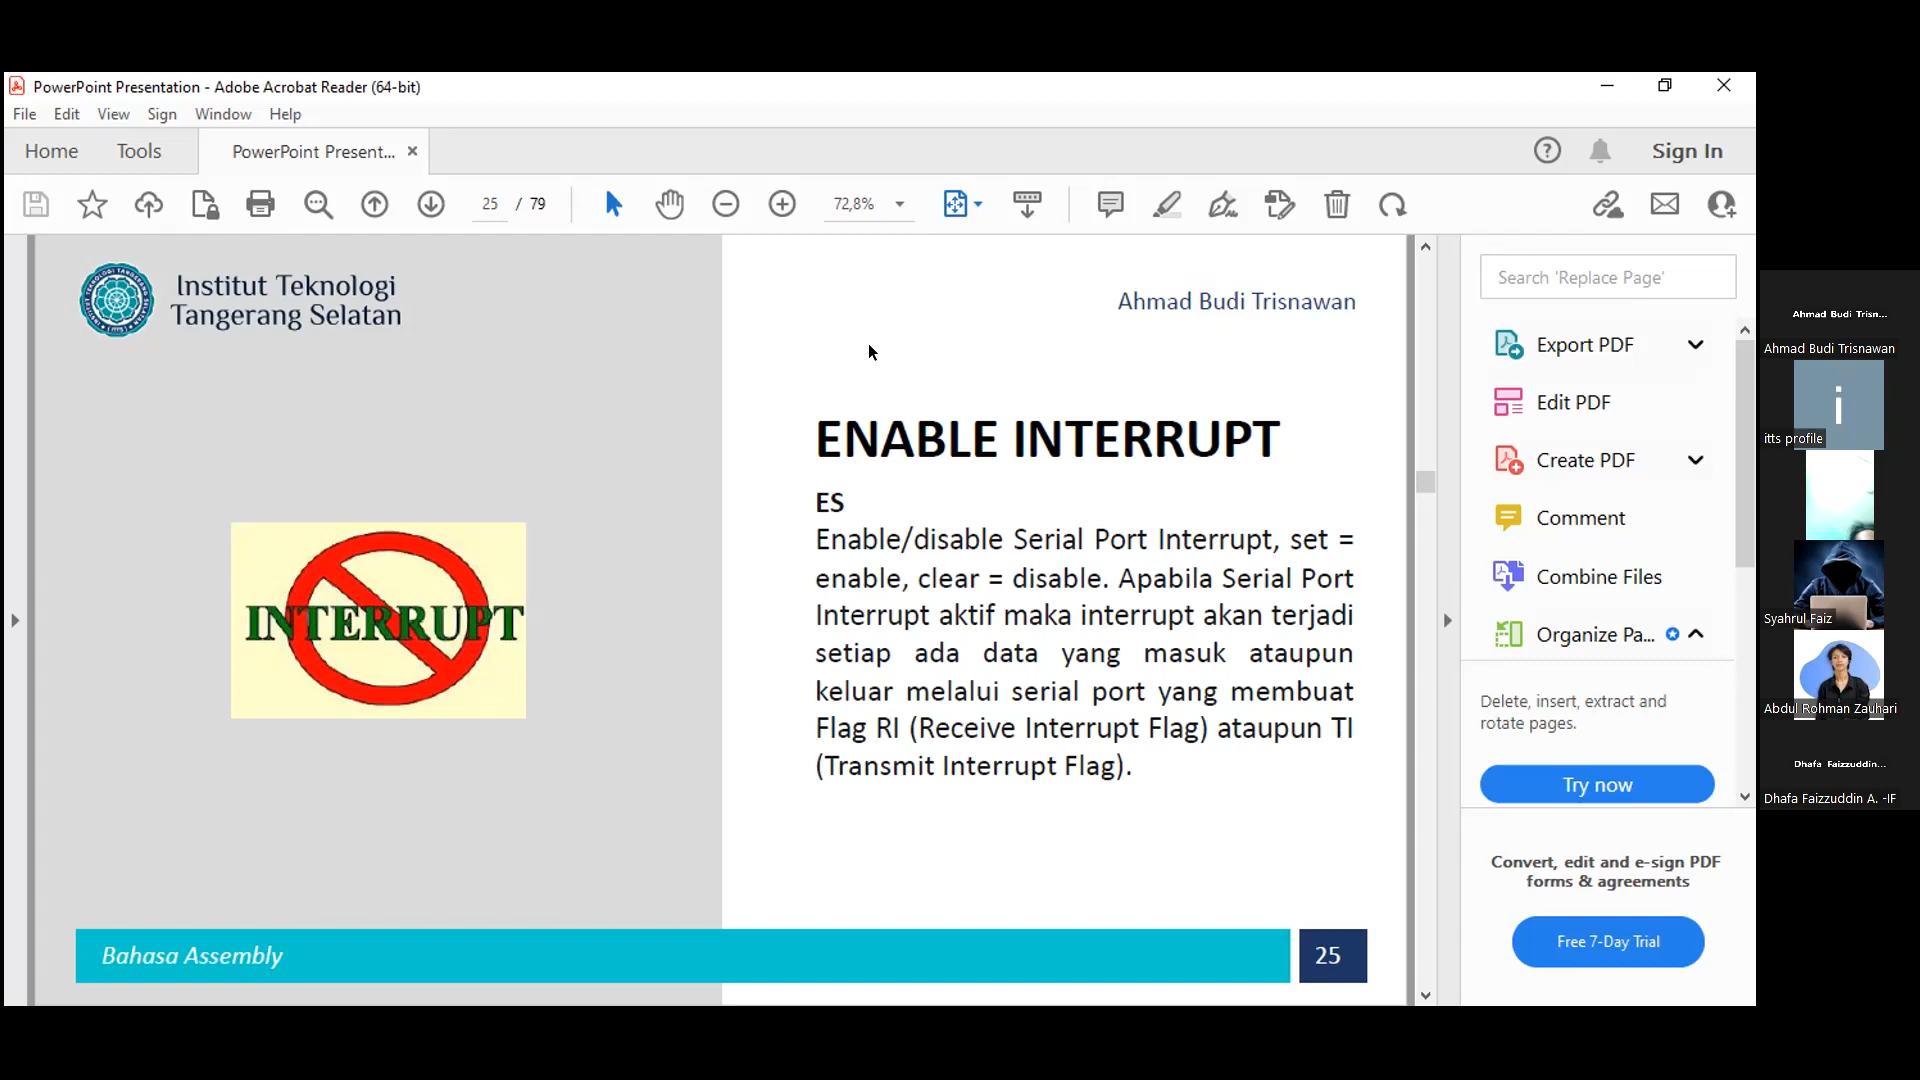 PowerPoint Presentation - Adobe Acrobat Reader (64-bit)
File Edit View Sign Window Help
Home Tools PowerPoint Present... Sign In
25 / 79 72,8%
Institut Teknologi
Tangerang Selatan
Ahmad Budi Trisnawan
ENABLE INTERRUPT
ES
Enable/disable Serial Port Interrupt, set =
enable, clear = disable. Apabila Serial Port
Interrupt aktif maka interrupt akan terjadi
setiap ada data yang masuk ataupun
keluar melalui serial port yang membuat
Flag RI (Receive Interrupt Flag) ataupun TI
(Transmit Interrupt Flag).
INTERRUPT
Bahasa Assembly
25
Search 'Replace Page'
Export PDF
Edit PDF
Create PDF
Comment
Combine Files
Organize Pa...
Delete, insert, extract and
rotate pages.
Try now
Convert, edit and e-sign PDF
forms & agreements
Free 7-Day Trial
Ahmad Budi Trisn...
Ahmad Budi Trisnawan
i
itts profile
Syahrul Faiz
Abdul Rohman Zauhari
Dhafa Faizzuddin...
Dhafa Faizzuddin A. -IF